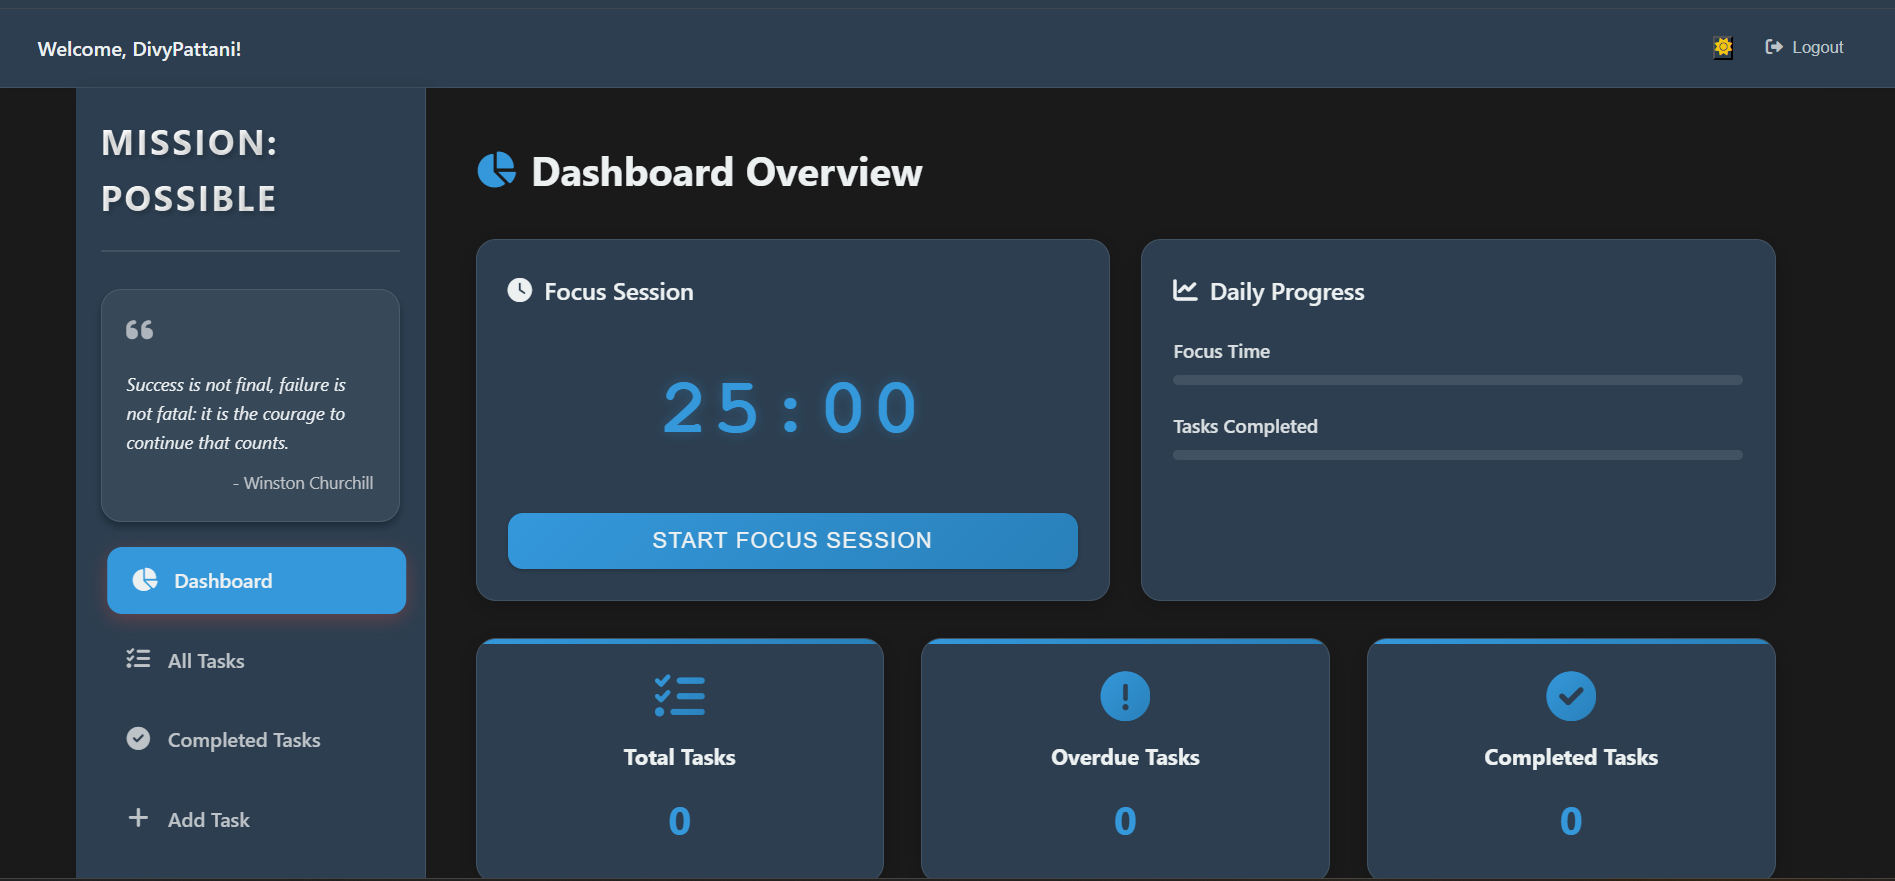 Welcome, DivyPattani!
Logout
MISSION:
POSSIBLE
Success is not final, failure is
not fatal: it is the courage to
continue that counts.
- Winston Churchill
Dashboard
All Tasks
Completed Tasks
Add Task
Dashboard Overview
Focus Session
25:00
START FOCUS SESSION
Daily Progress
Focus Time
Tasks Completed
Total Tasks
0
Overdue Tasks
0
Completed Tasks
0